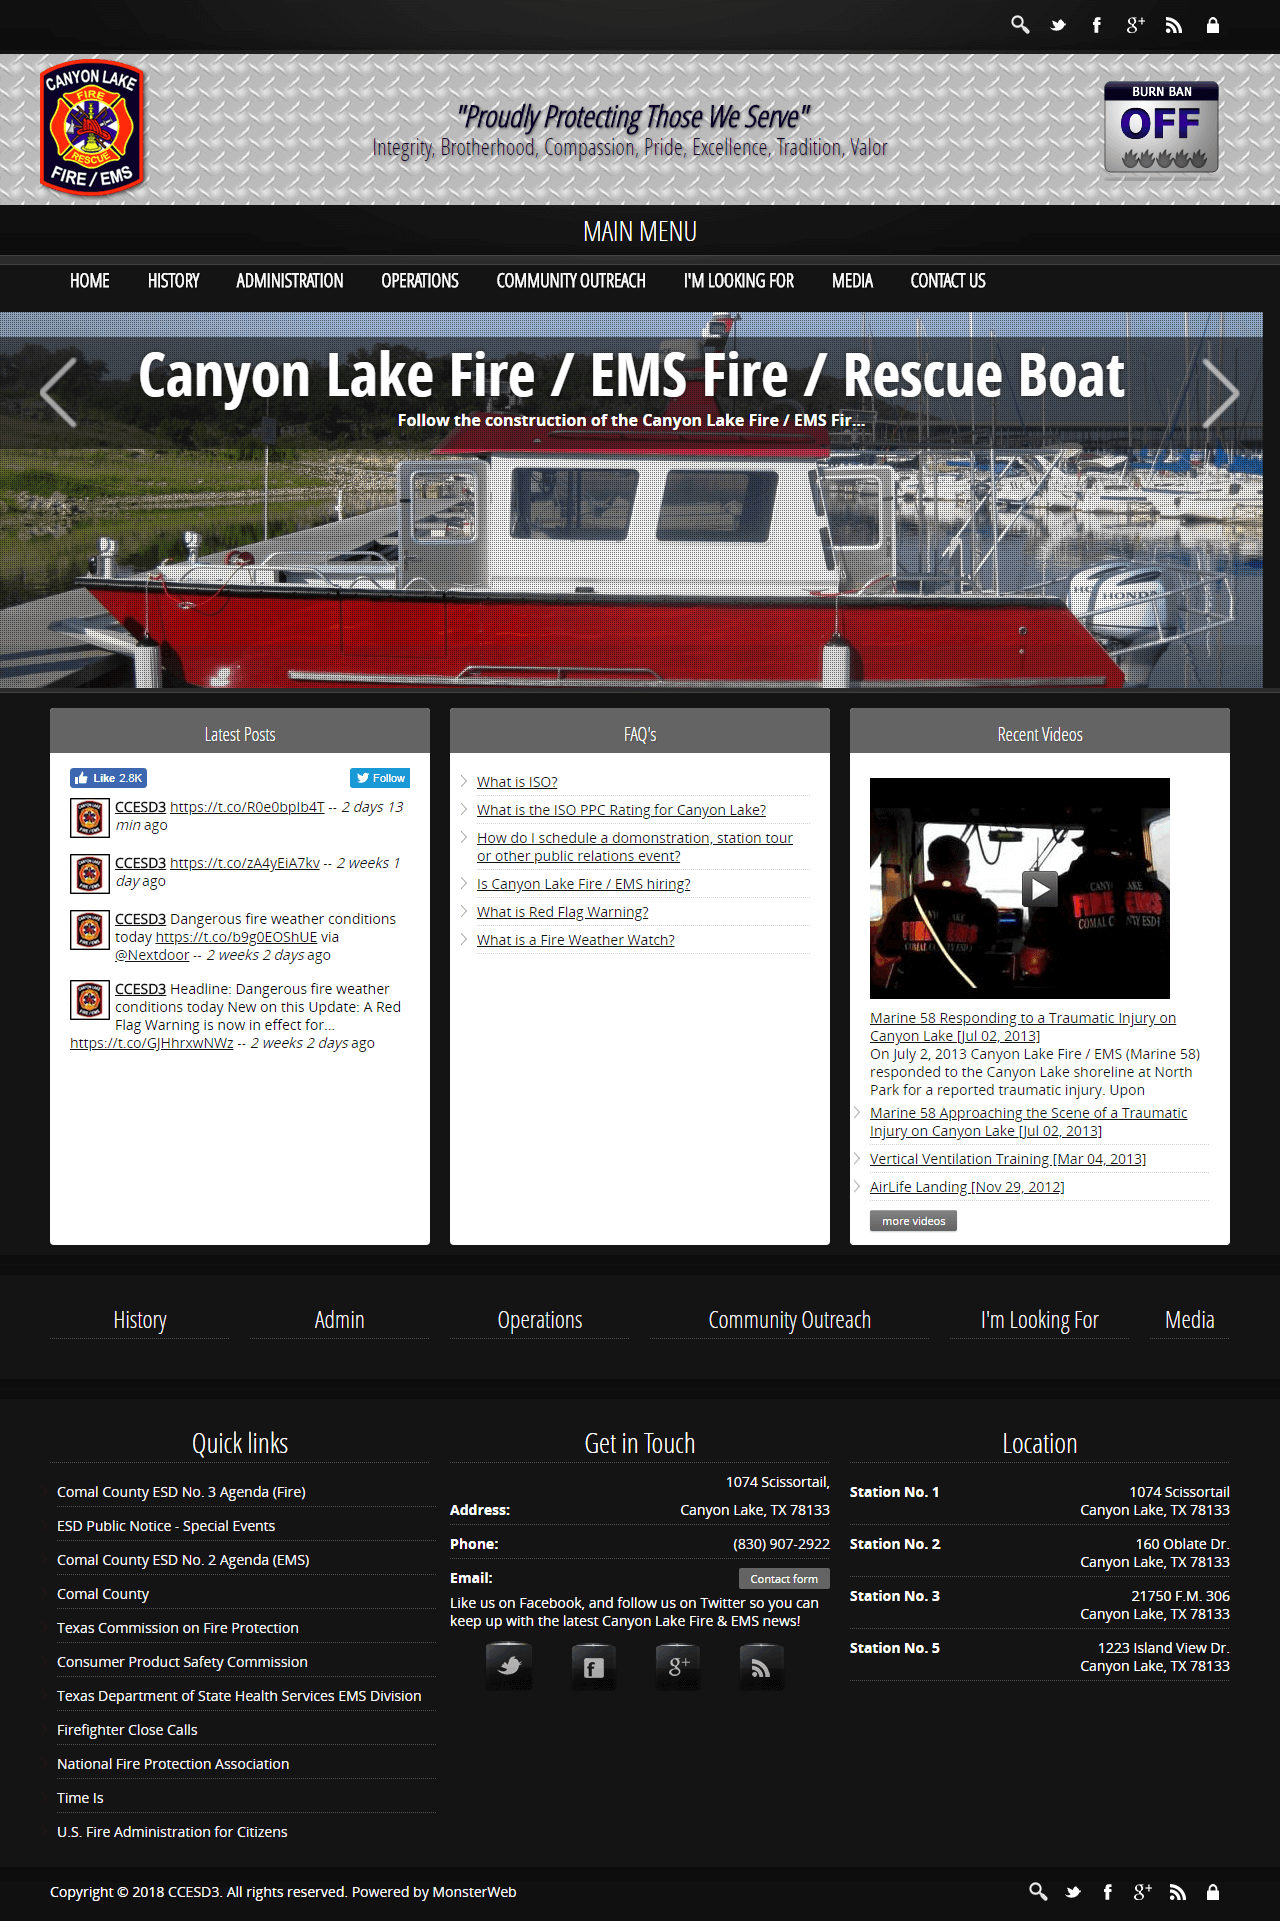 CANYON LAKE
FIRE
RESCUE
FIRE / EMS
"Proudly Protecting Those We Serve"
Integrity, Brotherhood, Compassion, Pride, Excellence, Tradition, Valor
BURN BAN
OFF
MAIN MENU
HOME HISTORY ADMINISTRATION OPERATIONS COMMUNITY OUTREACH I'M LOOKING FOR MEDIA CONTACT US
Canyon Lake Fire / EMS Fire / Rescue Boat
Follow the construction of the Canyon Lake Fire / EMS Fir...
HONDA
Latest Posts
Like 2.8K
Follow
CCESD3 https://t.co/R0e0bpIb4T -- 2 days 13
min ago
CCESD3 https://t.co/zA4yEiA7kv -- 2 weeks 1
day ago
CCESD3 Dangerous fire weather conditions
today https://t.co/b9g0EOShUE via
@Nextdoor -- 2 weeks 2 days ago
CCESD3 Headline: Dangerous fire weather
conditions today New on this Update: A Red
Flag Warning is now in effect for...
https://t.co/GJHhrxwNWz -- 2 weeks 2 days ago
FAQ's
What is ISO?
What is the ISO PPC Rating for Canyon Lake?
How do I schedule a domonstration, station tour
or other public relations event?
Is Canyon Lake Fire / EMS hiring?
What is Red Flag Warning?
What is a Fire Weather Watch?
Recent Videos
FIRE EMS
Marine 58 Responding to a Traumatic Injury on
Canyon Lake [Jul 02, 2013]
On July 2, 2013 Canyon Lake Fire / EMS (Marine 58)
responded to the Canyon Lake shoreline at North
Park for a reported traumatic injury. Upon
Marine 58 Approaching the Scene of a Traumatic
Injury on Canyon Lake [Jul 02, 2013]
Vertical Ventilation Training [Mar 04, 2013]
AirLife Landing [Nov 29, 2012]
more videos
History Admin Operations Community Outreach I'm Looking For Media
Quick links
Comal County ESD No. 3 Agenda (Fire)
ESD Public Notice - Special Events
Comal County ESD No. 2 Agenda (EMS)
Comal County
Texas Commission on Fire Protection
Consumer Product Safety Commission
Texas Department of State Health Services EMS Division
Firefighter Close Calls
National Fire Protection Association
Time Is
U.S. Fire Administration for Citizens
Get in Touch
1074 Scissortail,
Address: Canyon Lake, TX 78133
Phone: (830) 907-2922
Email: Contact form
Like us on Facebook, and follow us on Twitter so you can
keep up with the latest Canyon Lake Fire & EMS news!
Location
Station No. 1 1074 Scissortail
Canyon Lake, TX 78133
Station No. 2 160 Oblate Dr.
Canyon Lake, TX 78133
Station No. 3 21750 F.M. 306
Canyon Lake, TX 78133
Station No. 5 1223 Island View Dr.
Canyon Lake, TX 78133
Copyright © 2018 CCESD3. All rights reserved. Powered by MonsterWeb